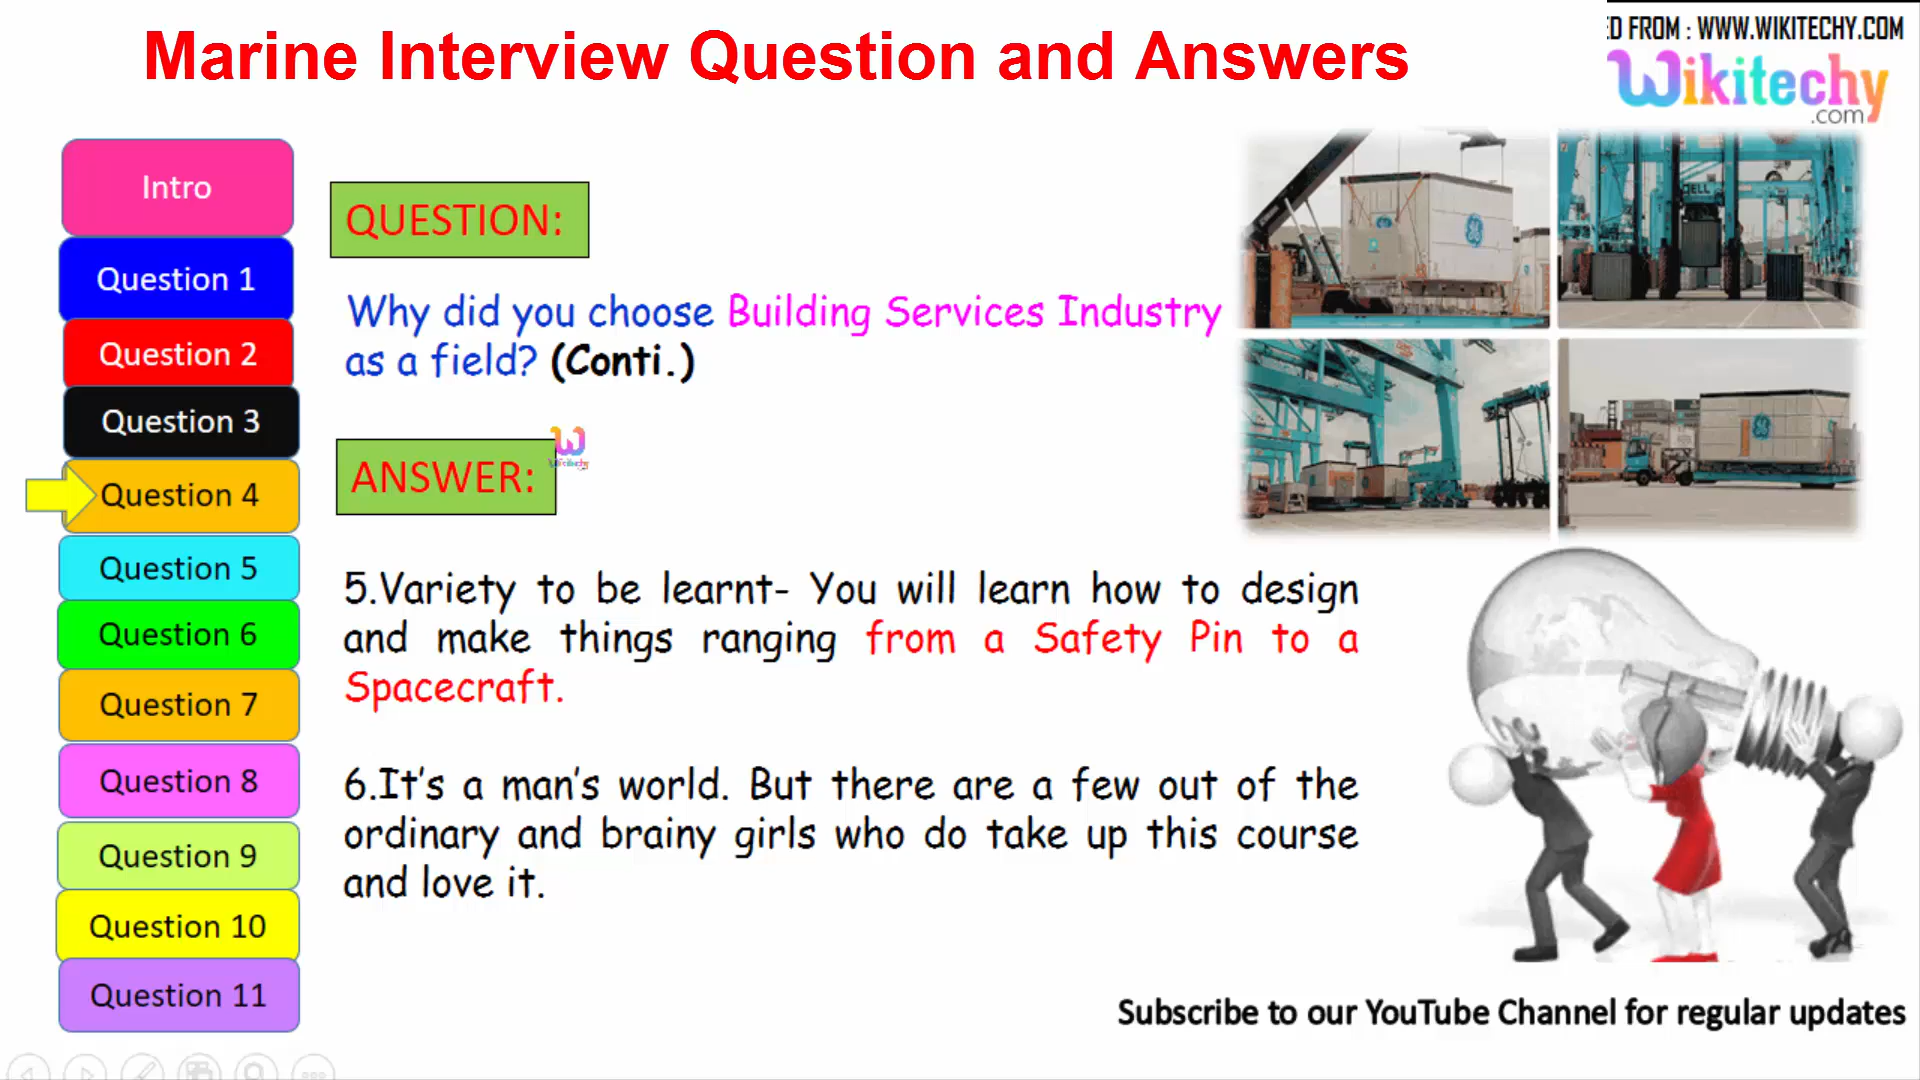 Marine Interview Question and Answers
ED FROM : WWW.WIKITECHY.COM
Wikitechy
.com
Intro
Question 1
Question 2
Question 3
Question 4
Question 5
Question 6
Question 7
Question 8
Question 9
Question 10
Question 11
QUESTION:
Why did you choose Building Services Industry
as a field? (Conti.)
ANSWER:
Wikitechy
5.Variety to be learnt- You will learn how to design
and make things ranging from a Safety Pin to a
Spacecraft.
6.It's a man's world. But there are a few out of the
ordinary and brainy girls who do take up this course
and love it.
Subscribe to our YouTube Channel for regular updates